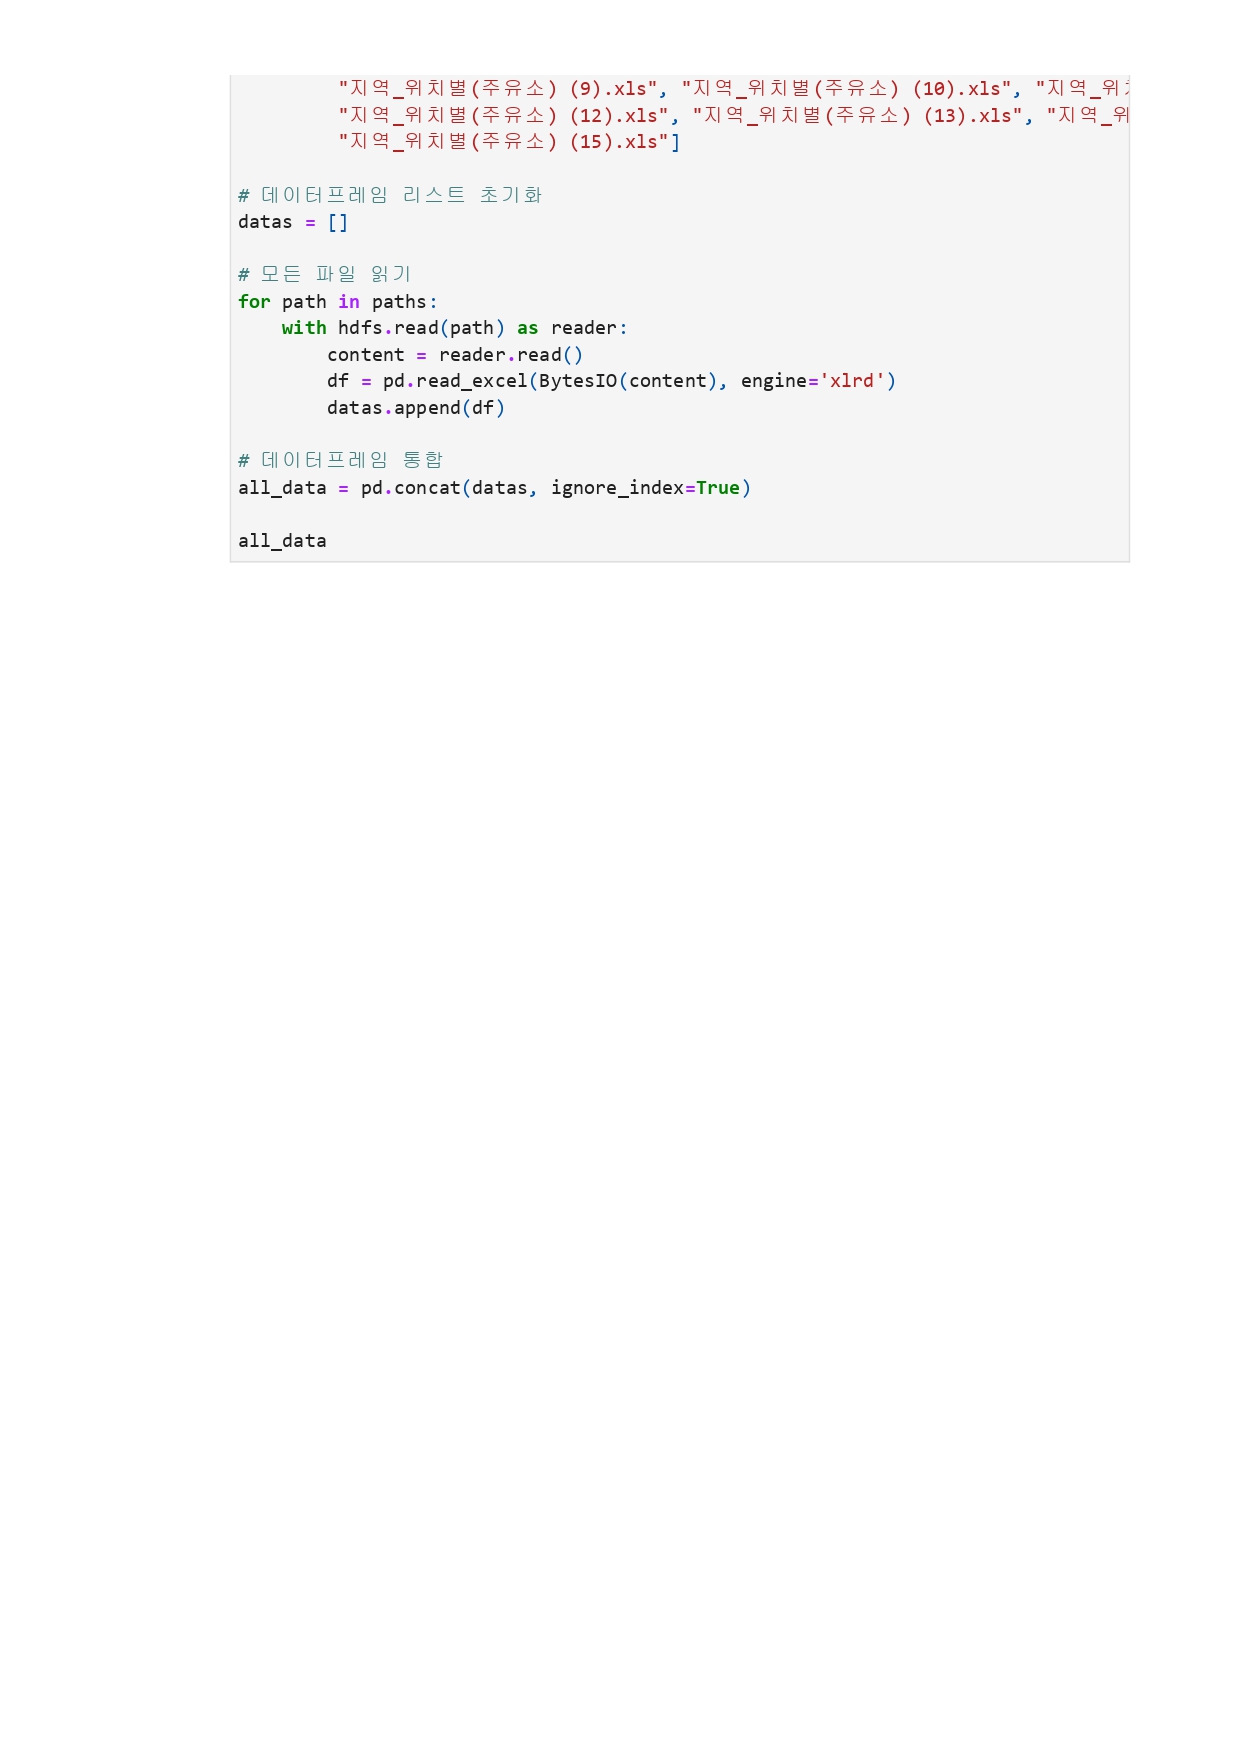 "지역_위치별(주유소) (9).xls", "지역_위치별(주유소) (10).xls", "지역_위치
"지역_위치별(주유소) (12).xls", "지역_위치별(주유소) (13).xls", "지역_위
"지역_위치별(주유소) (15).xls"]
# 데이터프레임 리스트 초기화
datas = []
# 모든 파일 읽기
for path in paths:
    with hdfs.read(path) as reader:
        content = reader.read()
        df = pd.read_excel(BytesIO(content), engine='xlrd')
        datas.append(df)
# 데이터프레임 통합
all_data = pd.concat(datas, ignore_index=True)
all_data